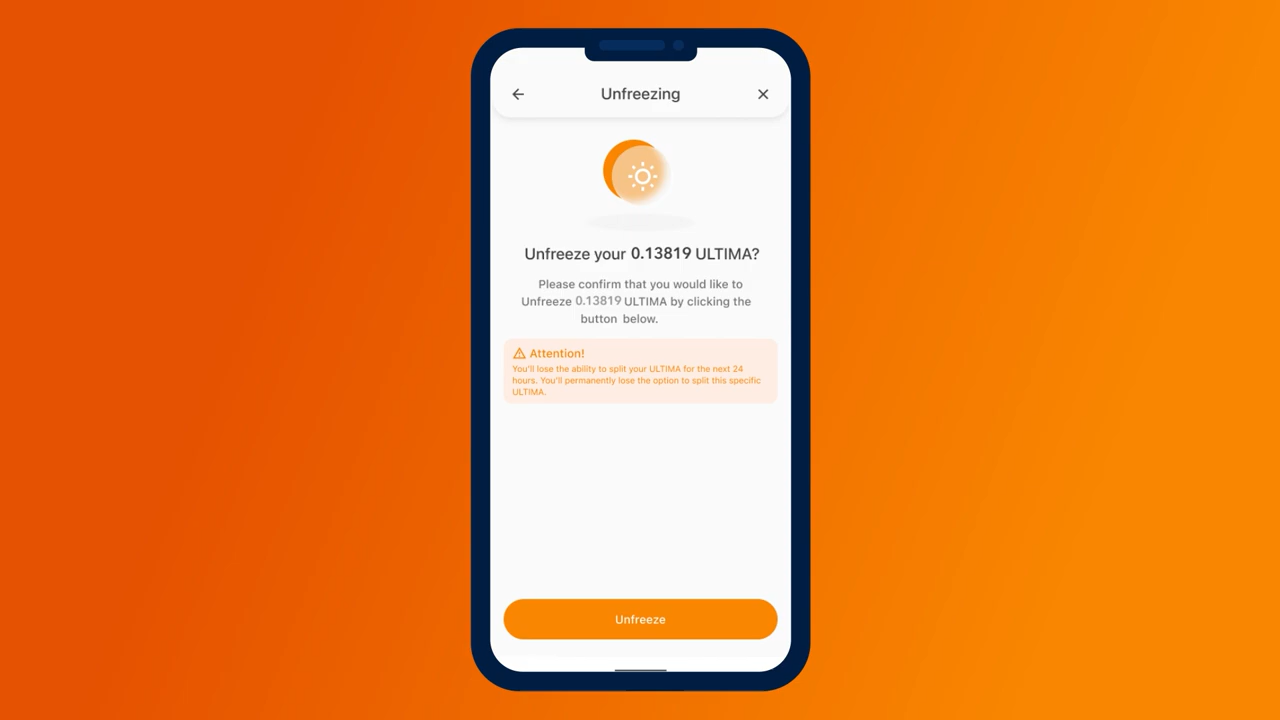 Unfreezing
Unfreeze your 0.13819 ULTIMA?
Please confirm that you would like to
Unfreeze 0.13819 ULTIMA by clicking the
button below.
Attention!
You'll lose the ability to split your ULTIMA for the next 24
hours. You'll permanently lose the option to split this specific
ULTIMA.
Unfreeze